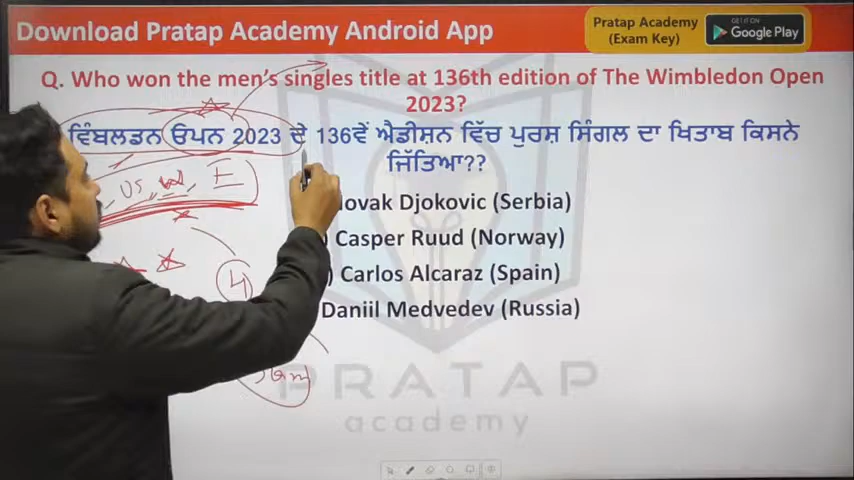 Download Pratap Academy Android App
Pratap Academy
(Exam Key)
GET IT ON
Google Play
Q. Who won the men's singles title at 136th edition of The Wimbledon Open
2023?
ਵਿੰਬਲਡਨ ਓਪਨ 2023 ਦੇ 136ਵੇਂ ਐਡੀਸ਼ਨ ਵਿੱਚ ਪੁਰਸ਼ ਸਿੰਗਲ ਦਾ ਖਿਤਾਬ ਕਿਸਨੇ
ਜਿੱਤਿਆ??
US W E
ovak Djokovic (Serbia)
) Casper Ruud (Norway)
4
) Carlos Alcaraz (Spain)
Daniil Medvedev (Russia)
PRATAP
academy